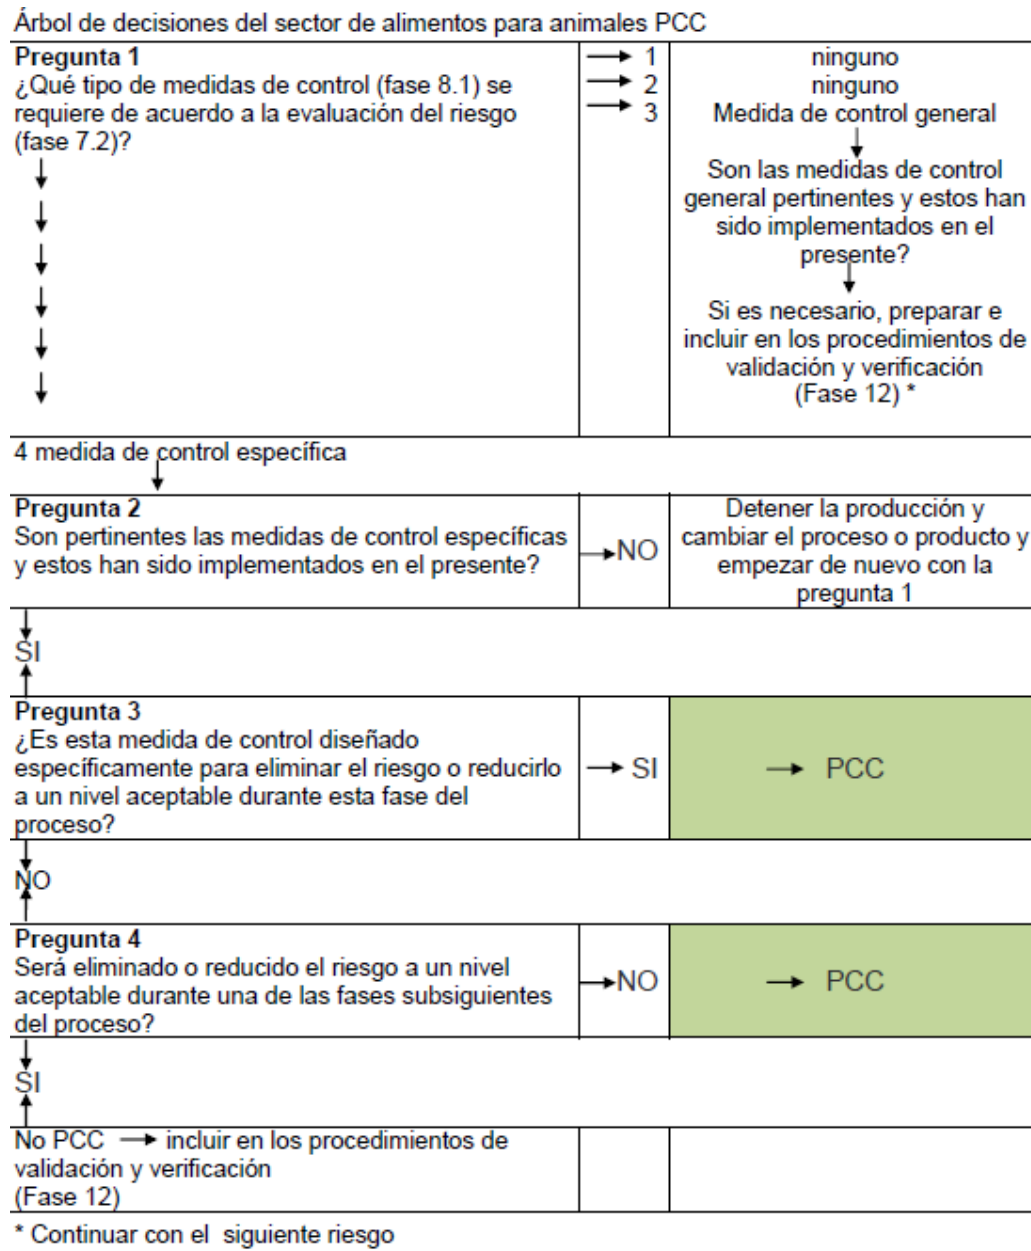 Árbol de decisiones del sector de alimentos para animales PCC
Pregunta 1
¿Qué tipo de medidas de control (fase 8.1) se
requiere de acuerdo a la evaluación del riesgo
(fase 7.2)?
1
2
3
ninguno
ninguno
Medida de control general
Son las medidas de control
general pertinentes y estos han
sido implementados en el
presente?
Si es necesario, preparar e
incluir en los procedimientos de
validación y verificación
(Fase 12) *
4 medida de control específica
Pregunta 2
Son pertinentes las medidas de control específicas
y estos han sido implementados en el presente?
NO
Detener la producción y
cambiar el proceso o producto y
empezar de nuevo con la
pregunta 1
SI
Pregunta 3
¿Es esta medida de control diseñado
específicamente para eliminar el riesgo o reducirlo
a un nivel aceptable durante esta fase del
proceso?
SI
PCC
NO
Pregunta 4
Será eliminado o reducido el riesgo a un nivel
aceptable durante una de las fases subsiguientes
del proceso?
NO
PCC
SI
No PCC → incluir en los procedimientos de
validación y verificación
(Fase 12)
* Continuar con el siguiente riesgo